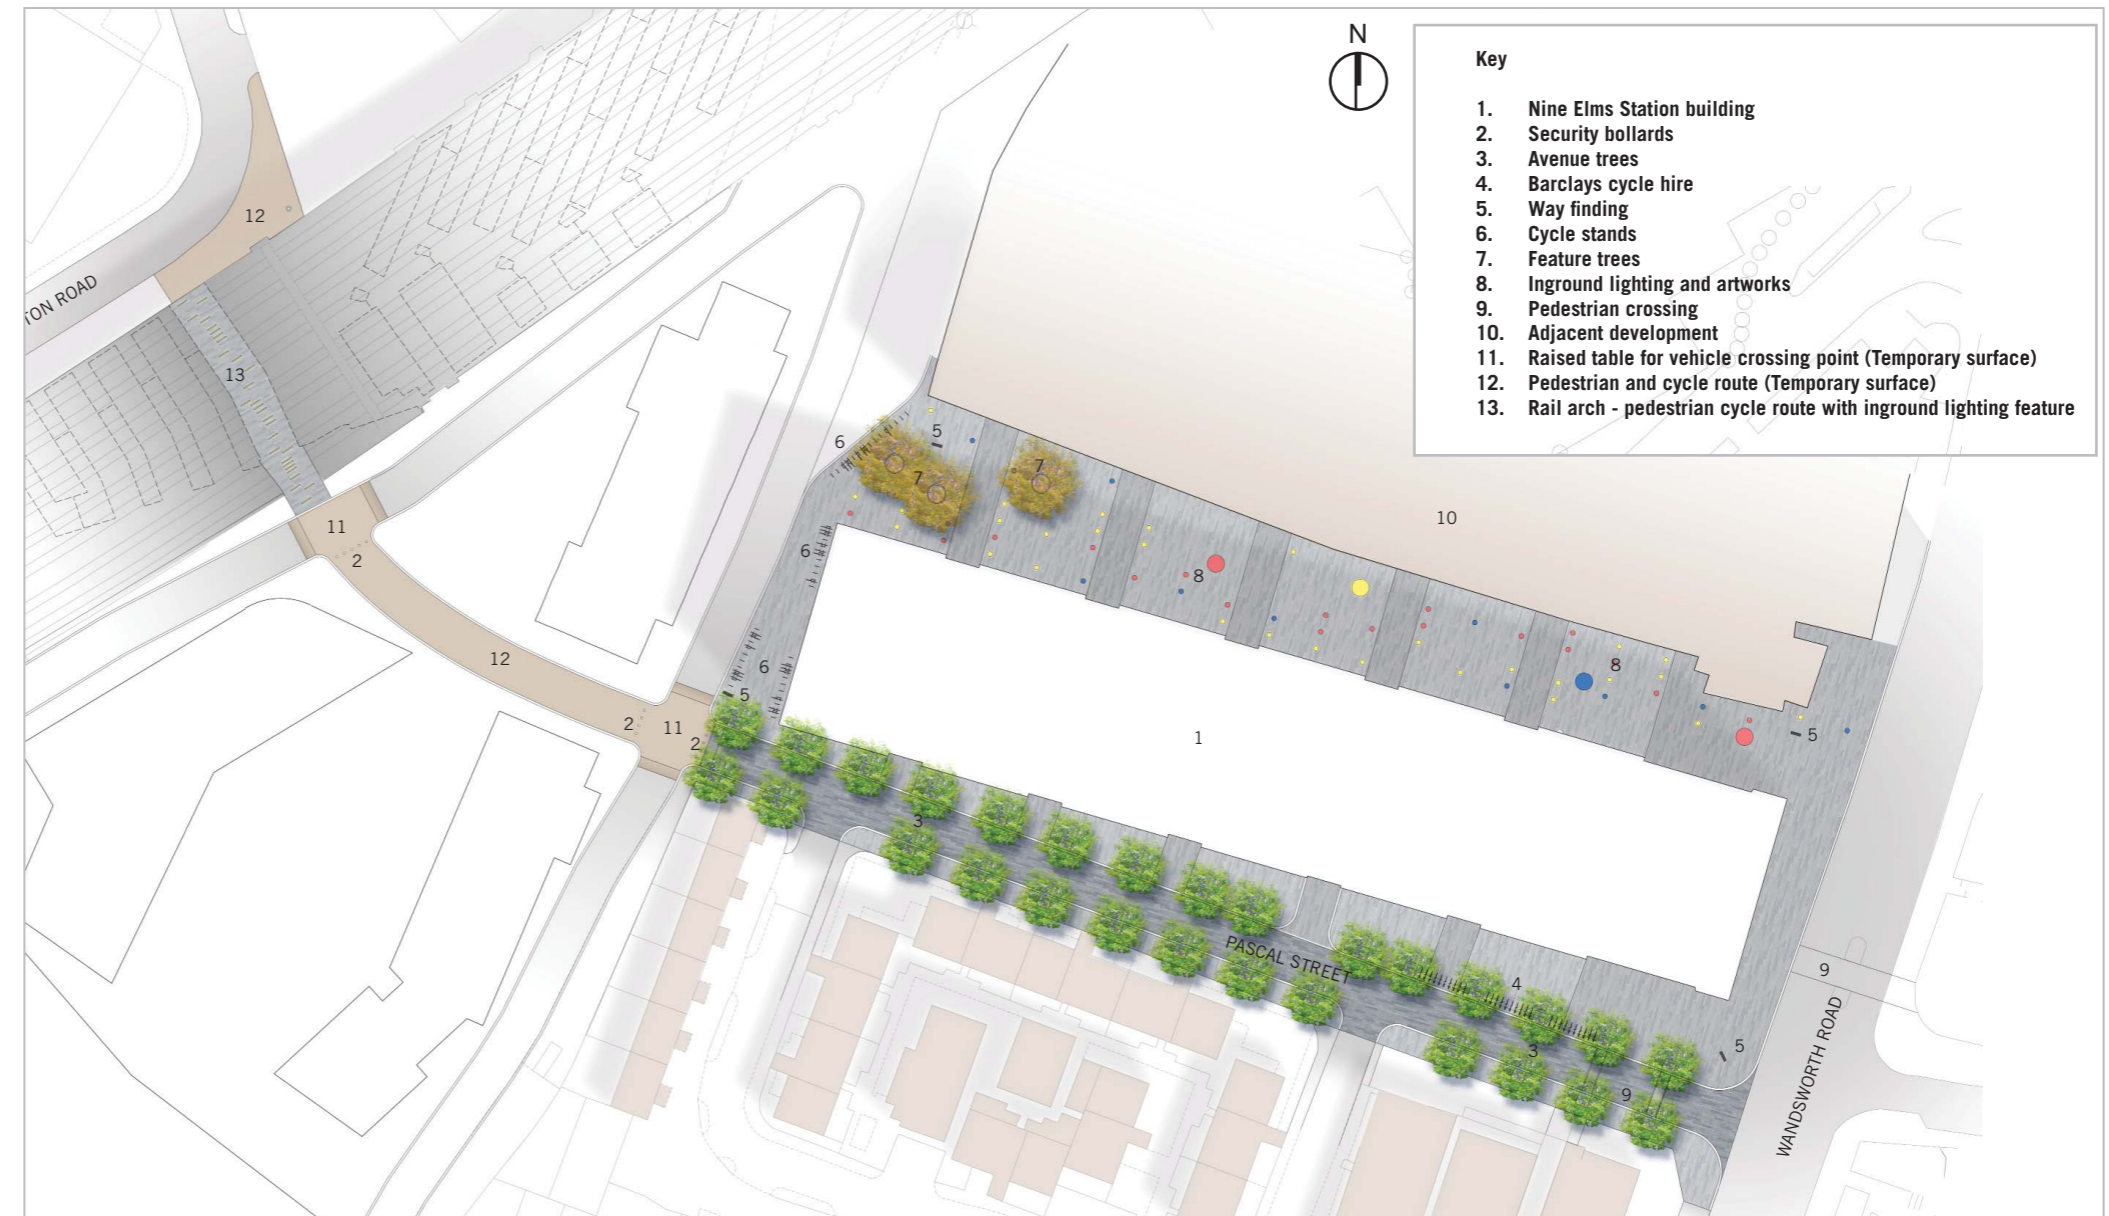 N
Key
1. Nine Elms Station building
2. Security bollards
3. Avenue trees
4. Barclays cycle hire
5. Way finding
6. Cycle stands
7. Feature trees
8. Inground lighting and artworks
9. Pedestrian crossing
10. Adjacent development
11. Raised table for vehicle crossing point (Temporary surface)
12. Pedestrian and cycle route (Temporary surface)
13. Rail arch - pedestrian cycle route with inground lighting feature
12
TON ROAD
13
6
5
7
7
11
2
6
8
10
12
6
5
8
2
11
2
1
5
3
PASCAL STREET
4
9
WANDSWORTH ROAD
3
5
9